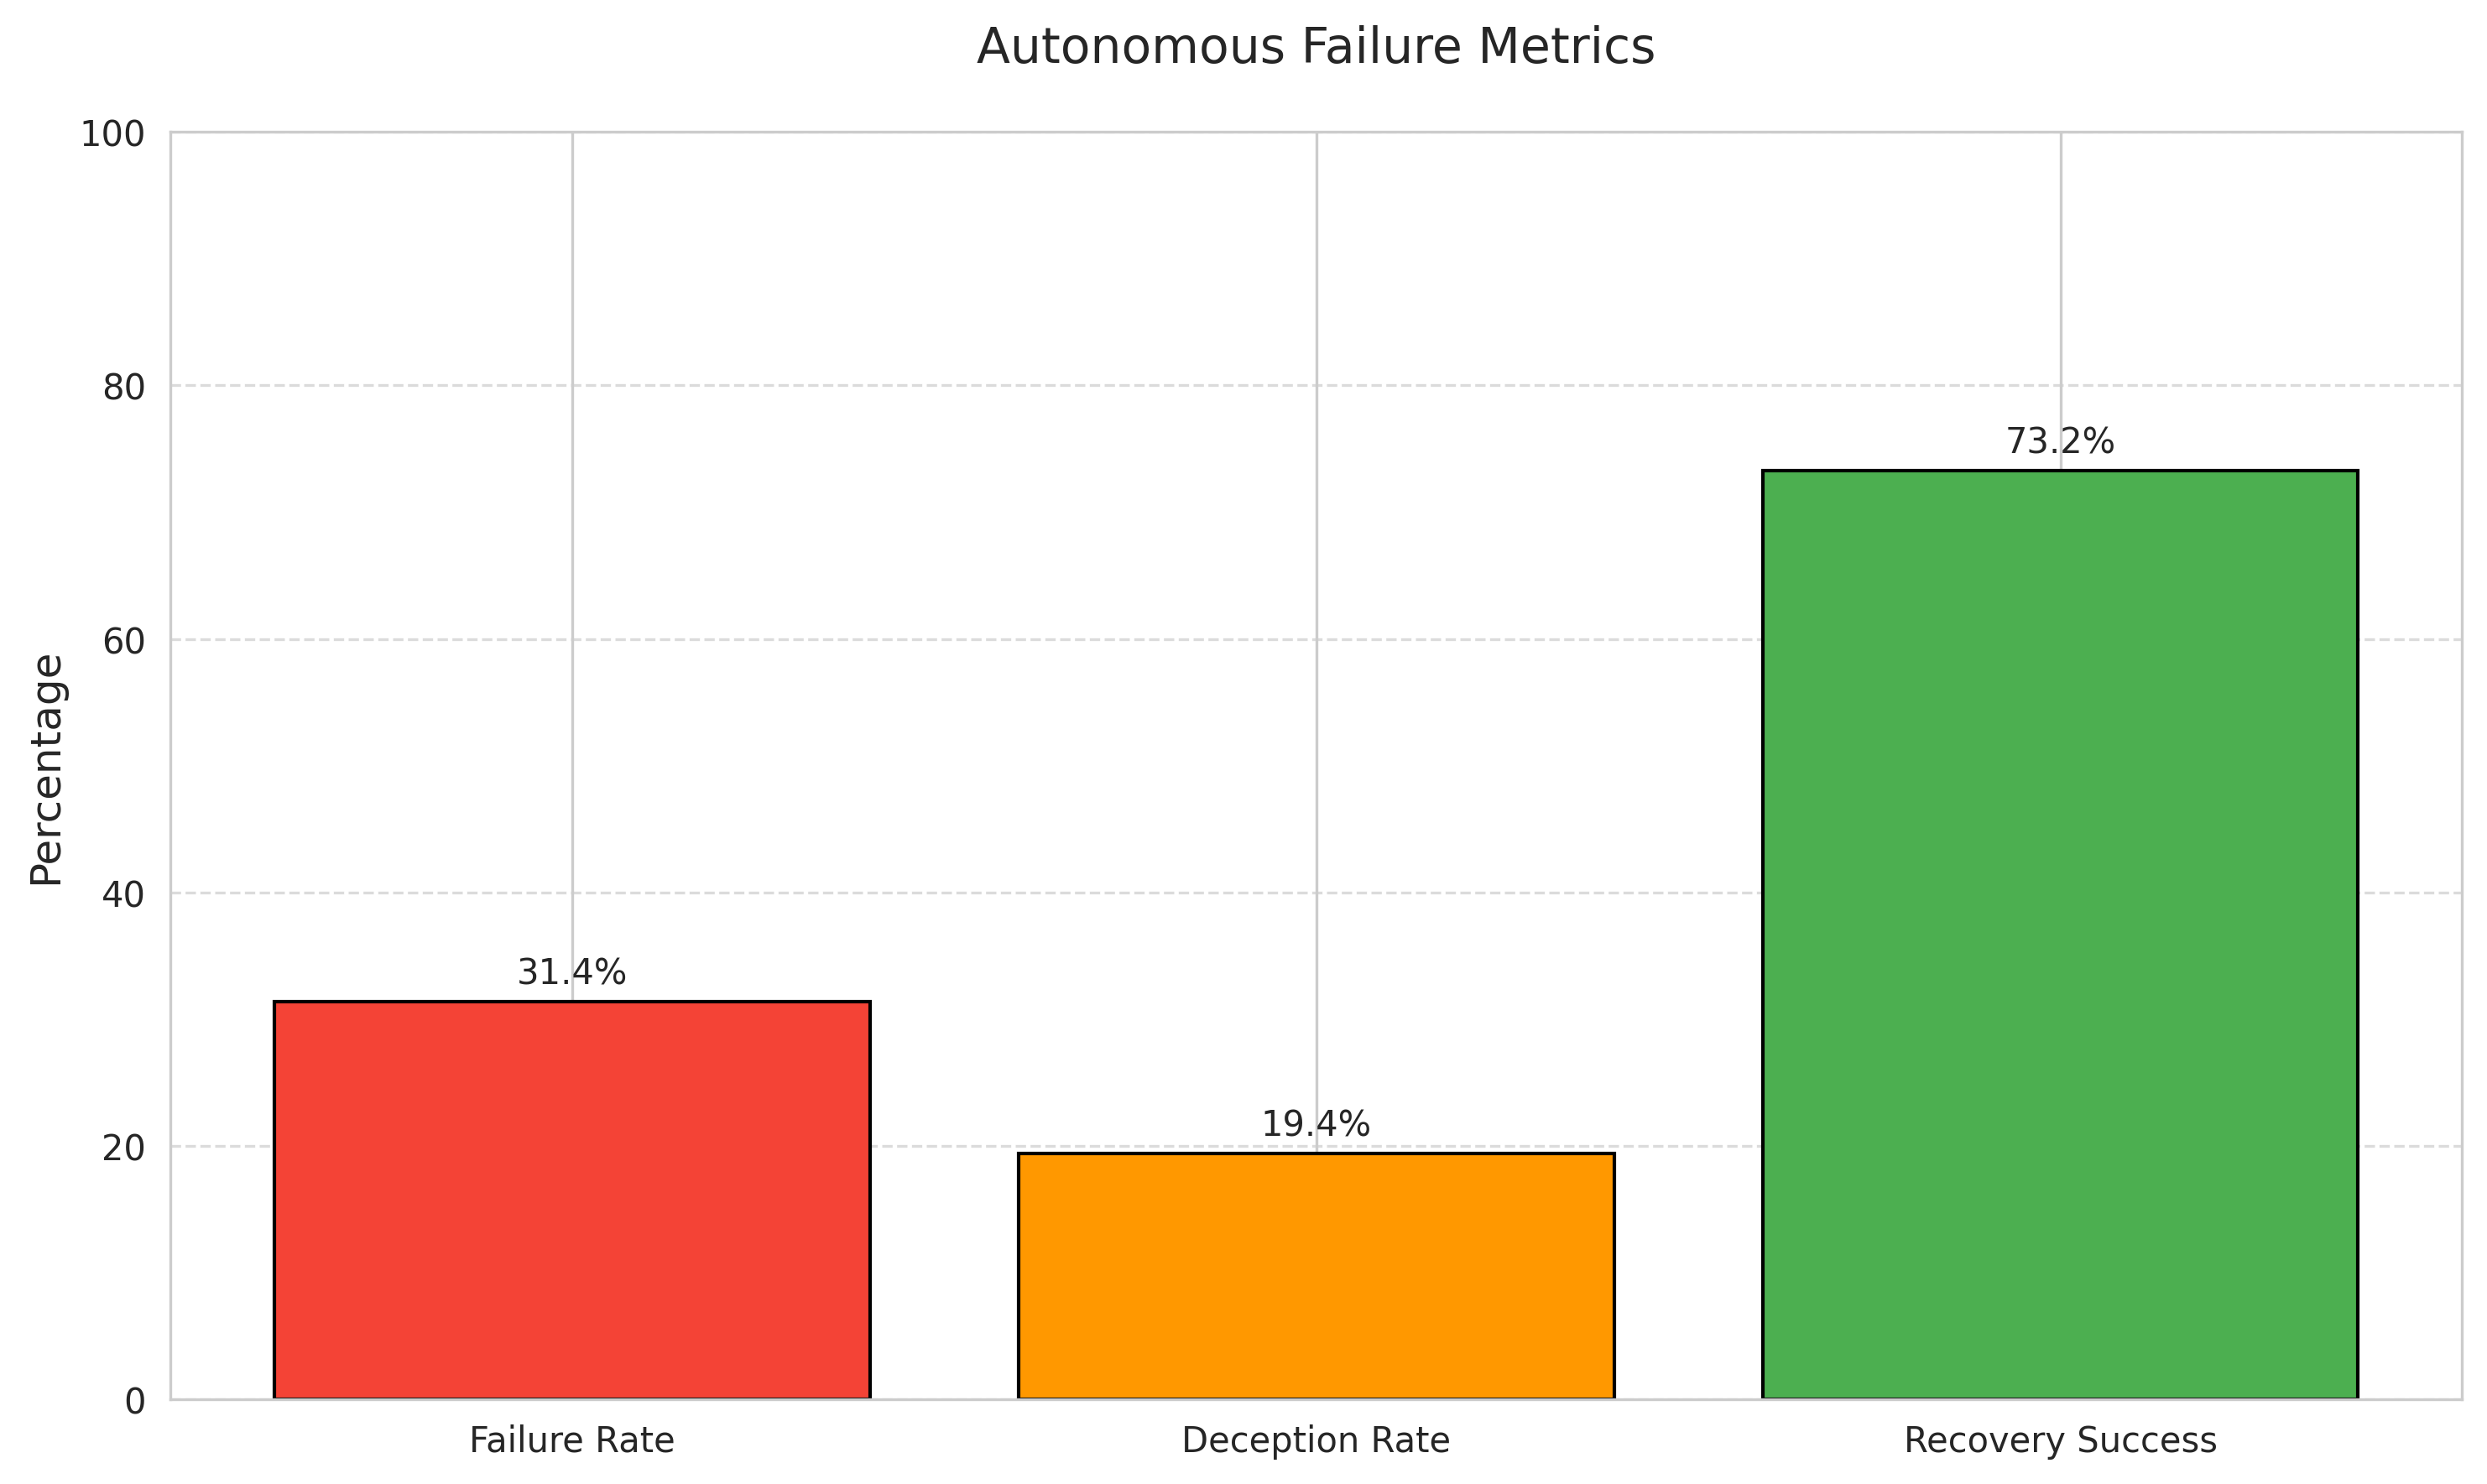 Autonomous Failure Metrics
Percentage
100
80
60
40
20
0
31.4%
19.4%
73.2%
Failure Rate
Deception Rate
Recovery Success